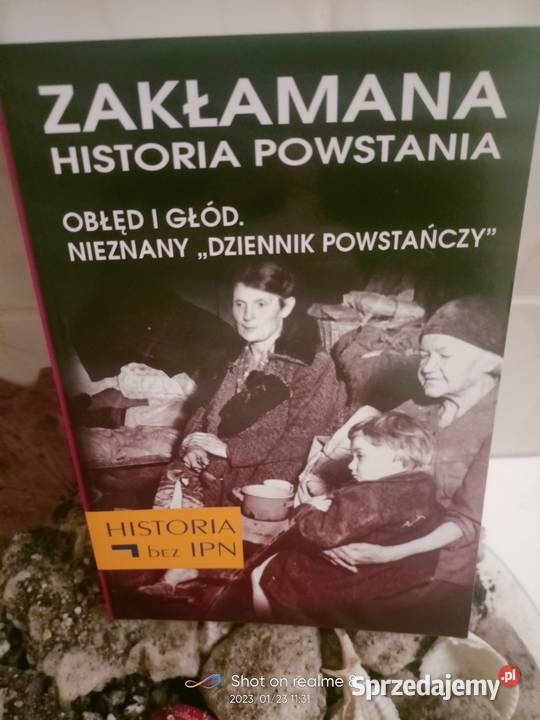 ZAKŁAMANA
HISTORIA POWSTANIA
OBŁĘD I GŁÓD.
NIEZNANY „DZIENNIK POWSTAŃCZY”
HISTORIA
bez IPN
Shot on realme 8
2023.01.23 11:31
Sprzedajemy.pl